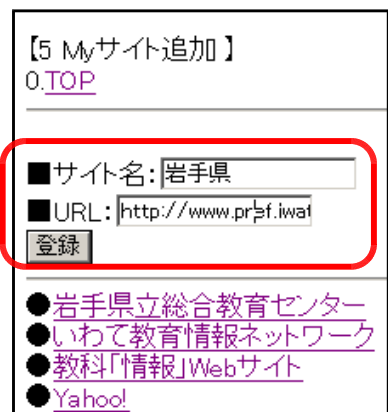 【5 Myサイト追加】
0.TOP
■サイト名：岩手県
■URL：http://www.pref.iwat
登録
●岩手県立総合教育センター
●いわて教育情報ネットワーク
●教科「情報」Webサイト
●Yahoo!